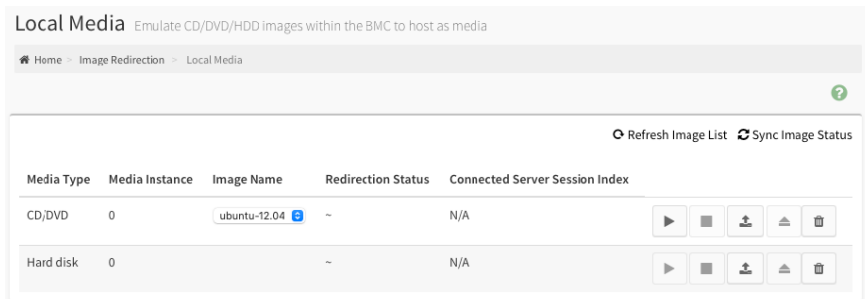 Local Media Emulate CD/DVD/HDD images within the BMC to host as media
Home > Image Redirection > Local Media
?
Refresh Image List Sync Image Status
Media Type Media Instance Image Name Redirection Status Connected Server Session Index
CD/DVD 0 ubuntu-12.04 ~ N/A
Hard disk 0 ~ N/A